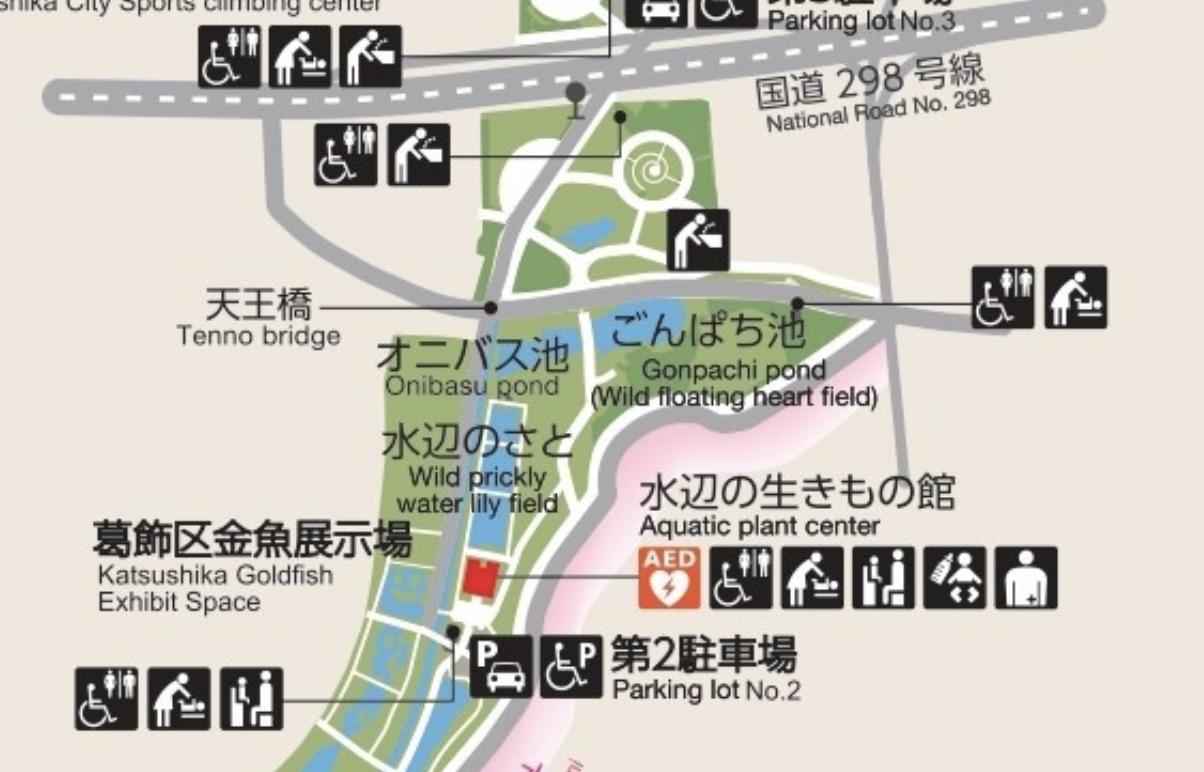 City Sports climbing center
Parking lot No.3
国道 298 号線
National Road No. 298
天王橋
Tenno bridge
オニバス池
Onibasu pond
ごんぱち池
Gonpachi pond
(Wild floating heart field)
水辺のさと
Wild prickly
water lily field
水辺の生きもの館
Aquatic plant center
AED
葛飾区金魚展示場
Katsushika Goldfish
Exhibit Space
P
P
第2駐車場
Parking lot No.2